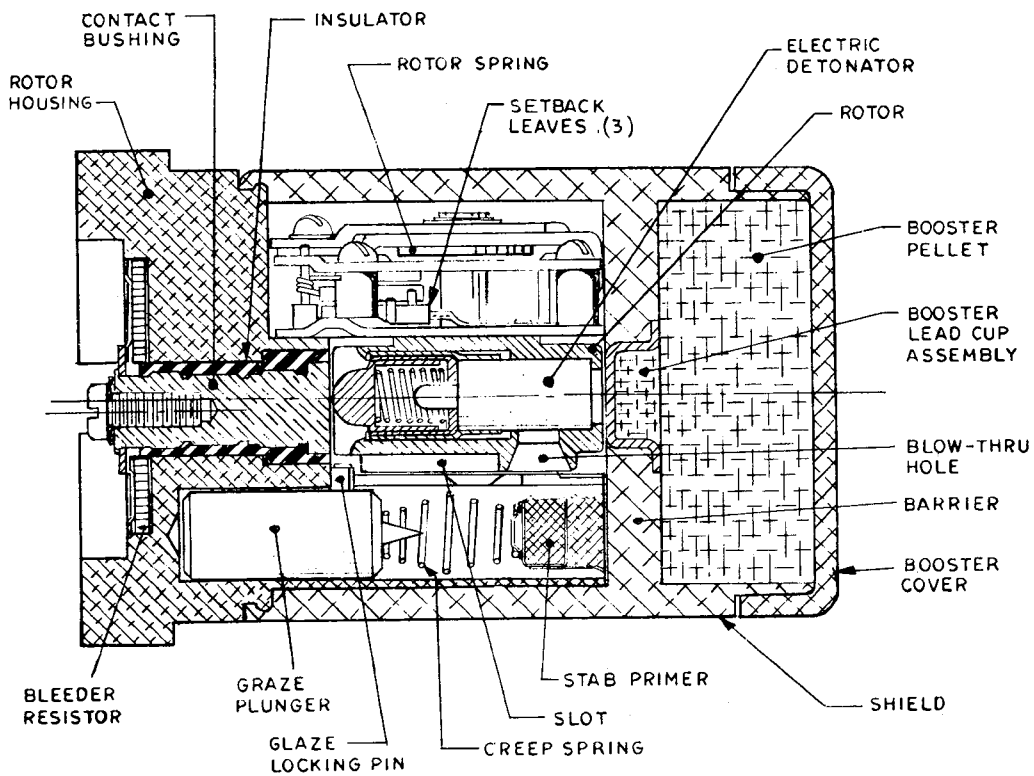 CONTACT
BUSHING
INSULATOR
ROTOR SPRING
ELECTRIC
DETONATOR
ROTOR
HOUSING
SETBACK
LEAVES .(3)
ROTOR
BOOSTER
PELLET
BOOSTER
LEAD CUP
ASSEMBLY
BLOW-THRU
HOLE
BARRIER
BOOSTER
COVER
BLEEDER
RESISTOR
GRAZE
PLUNGER
GLAZE
LOCKING PIN
CREEP SPRING
SLOT
STAB PRIMER
SHIELD